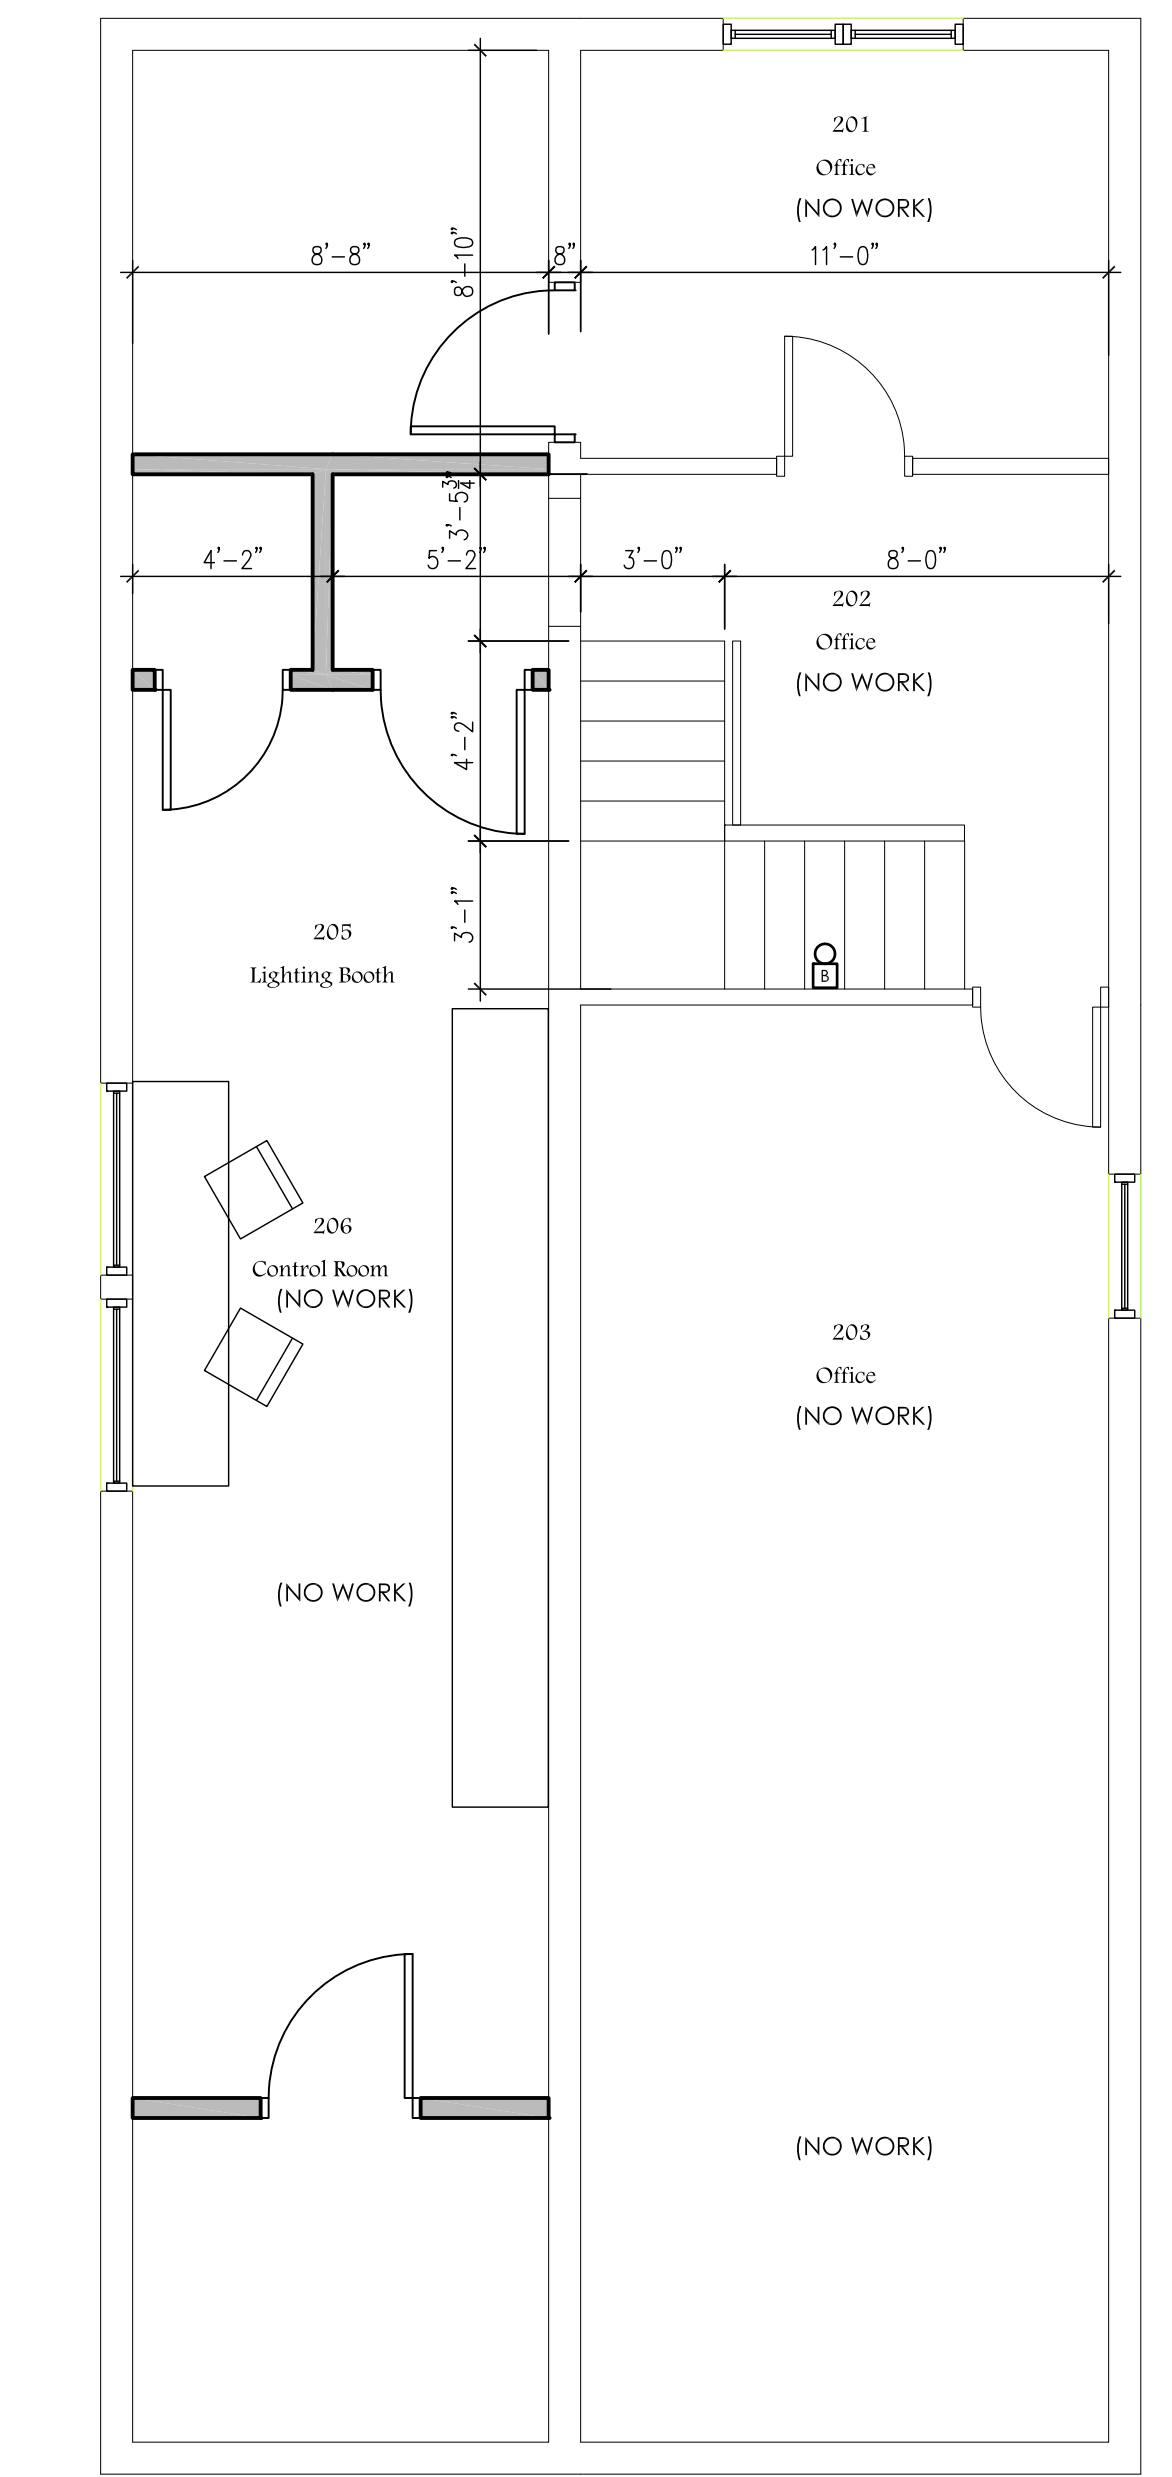 201
Office
(NO WORK)
8'-10"
8'-8"
8"
11'-0"
3'-5 3/4"
4'-2"
5'-2"
3'-0"
8'-0"
202
Office
(NO WORK)
4'-2"
3'-1"
205
Lighting Booth
B
206
Control Room
(NO WORK)
203
Office
(NO WORK)
(NO WORK)
(NO WORK)